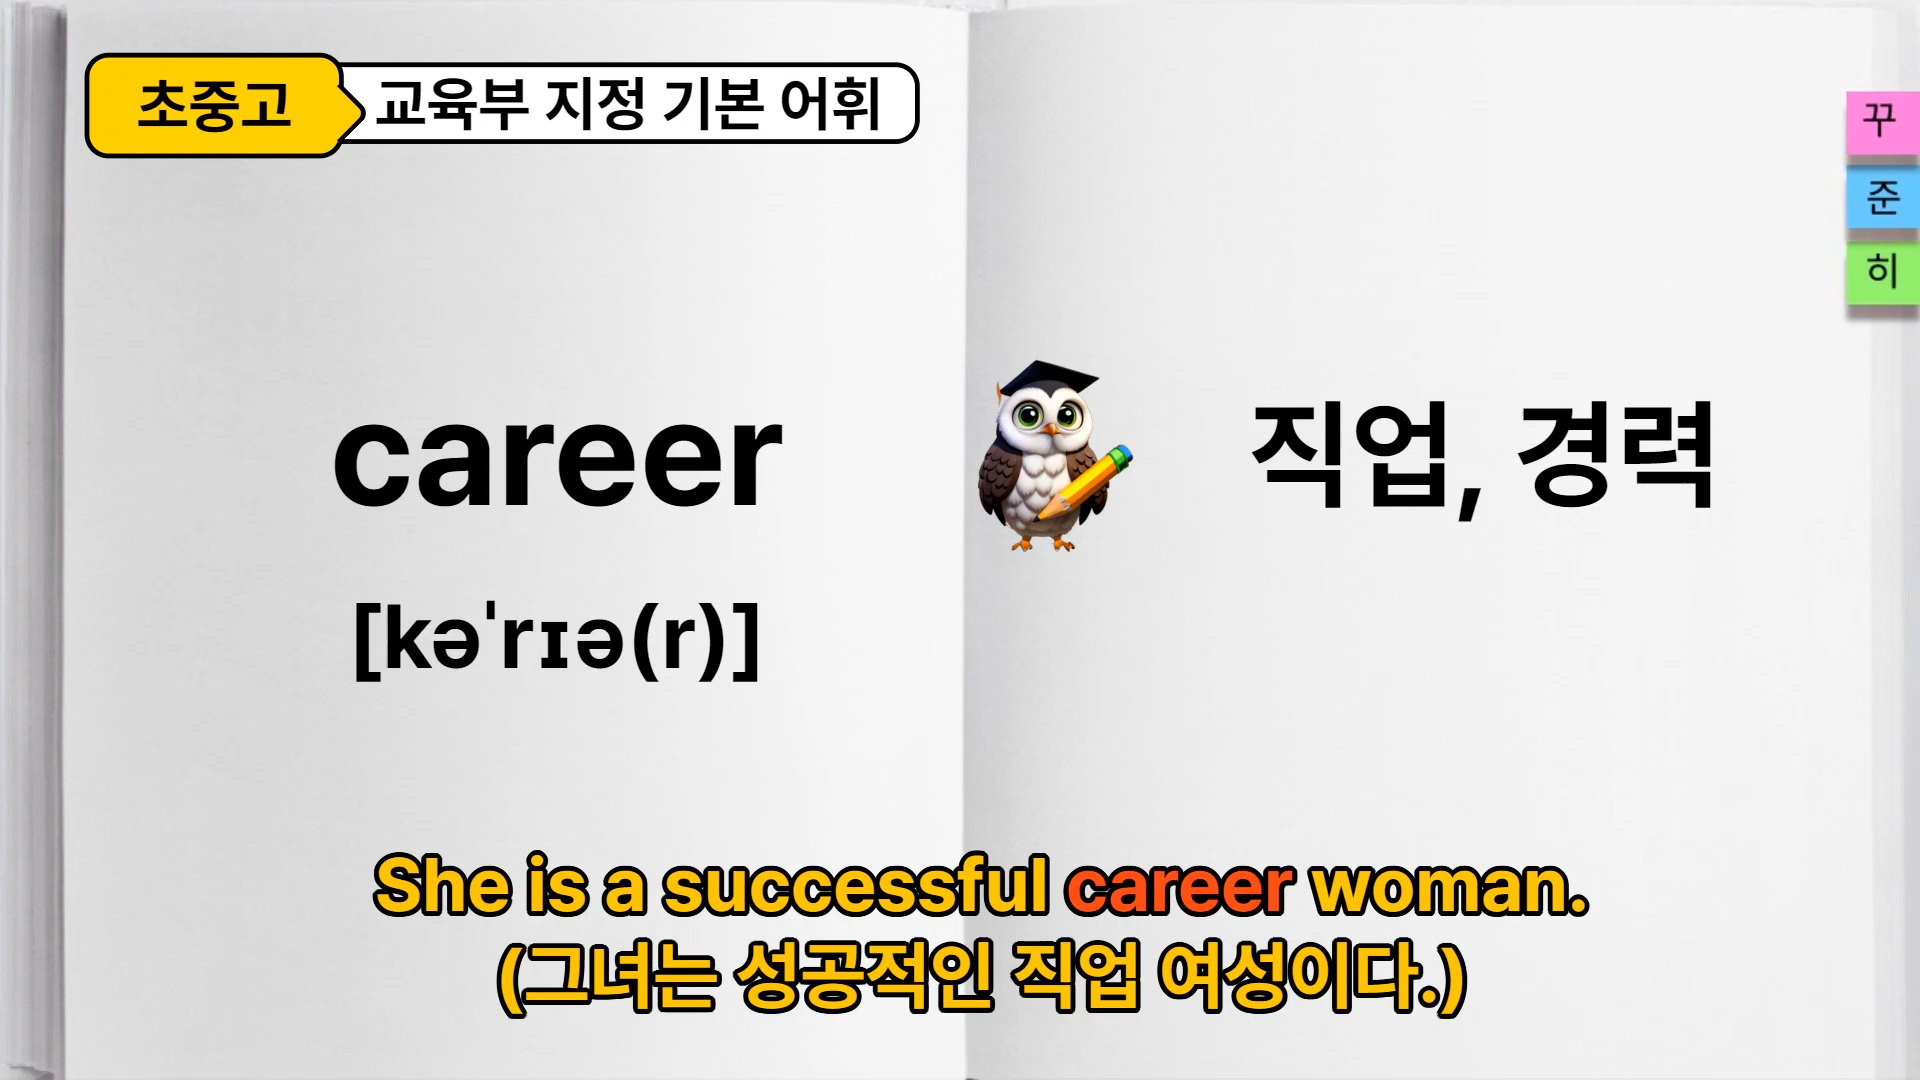 초중고 교육부 지정 기본 어휘
꾸
준
히
career
직업, 경력
[kəˈrɪə(r)]
She is a successful career woman.
(그녀는 성공적인 직업 여성이다.)